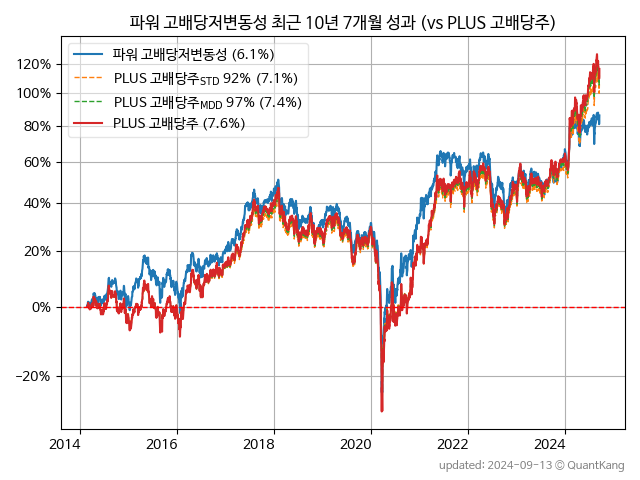 파워 고배당저변동성 최근 10년 7개월 성과 (vs PLUS 고배당주)
파워 고배당저변동성 (6.1%)
PLUS 고배당주STD 92% (7.1%)
PLUS 고배당주MDD 97% (7.4%)
PLUS 고배당주 (7.6%)
120%
100%
80%
60%
40%
20%
0%
−20%
2014 2016 2018 2020 2022 2024
updated: 2024-09-13 © QuantKang